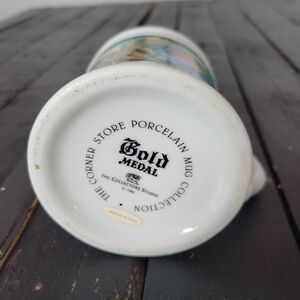 THE CORNER STORE PORCELAIN MUG COLLECTION
Gold
MEDAL
THE COLLECTORS STUDIO